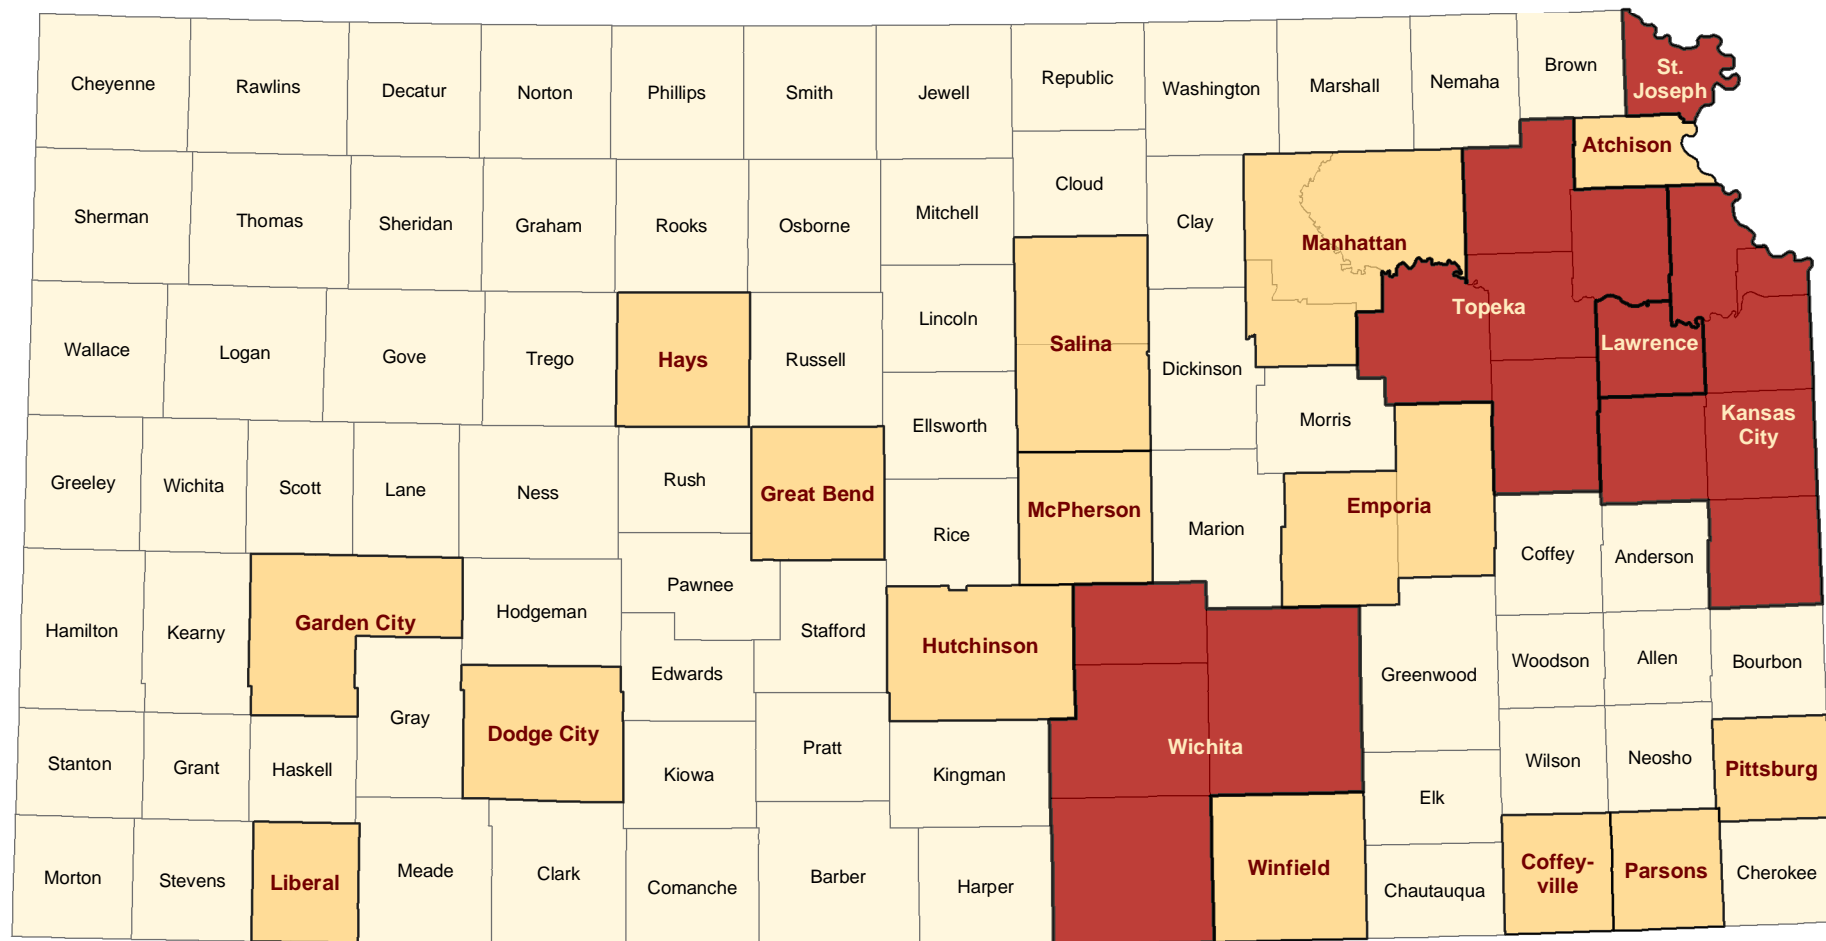 Cheyenne
Rawlins
Decatur
Norton
Phillips
Smith
Jewell
Republic
Washington
Marshall
Nemaha
Brown
St.
Joseph
Atchison
Sherman
Thomas
Sheridan
Graham
Rooks
Osborne
Mitchell
Cloud
Clay
Manhattan
Topeka
Lawrence
Kansas
City
Wallace
Logan
Gove
Trego
Hays
Russell
Lincoln
Salina
Dickinson
Morris
Ellsworth
Greeley
Wichita
Scott
Lane
Ness
Rush
Great Bend
Rice
McPherson
Marion
Emporia
Coffey
Anderson
Hamilton
Kearny
Garden City
Hodgeman
Pawnee
Stafford
Edwards
Hutchinson
Greenwood
Woodson
Allen
Bourbon
Stanton
Grant
Haskell
Gray
Dodge City
Kiowa
Pratt
Kingman
Wichita
Elk
Wilson
Neosho
Pittsburg
Morton
Stevens
Liberal
Meade
Clark
Comanche
Barber
Harper
Winfield
Chautauqua
Coffey-
ville
Parsons
Cherokee